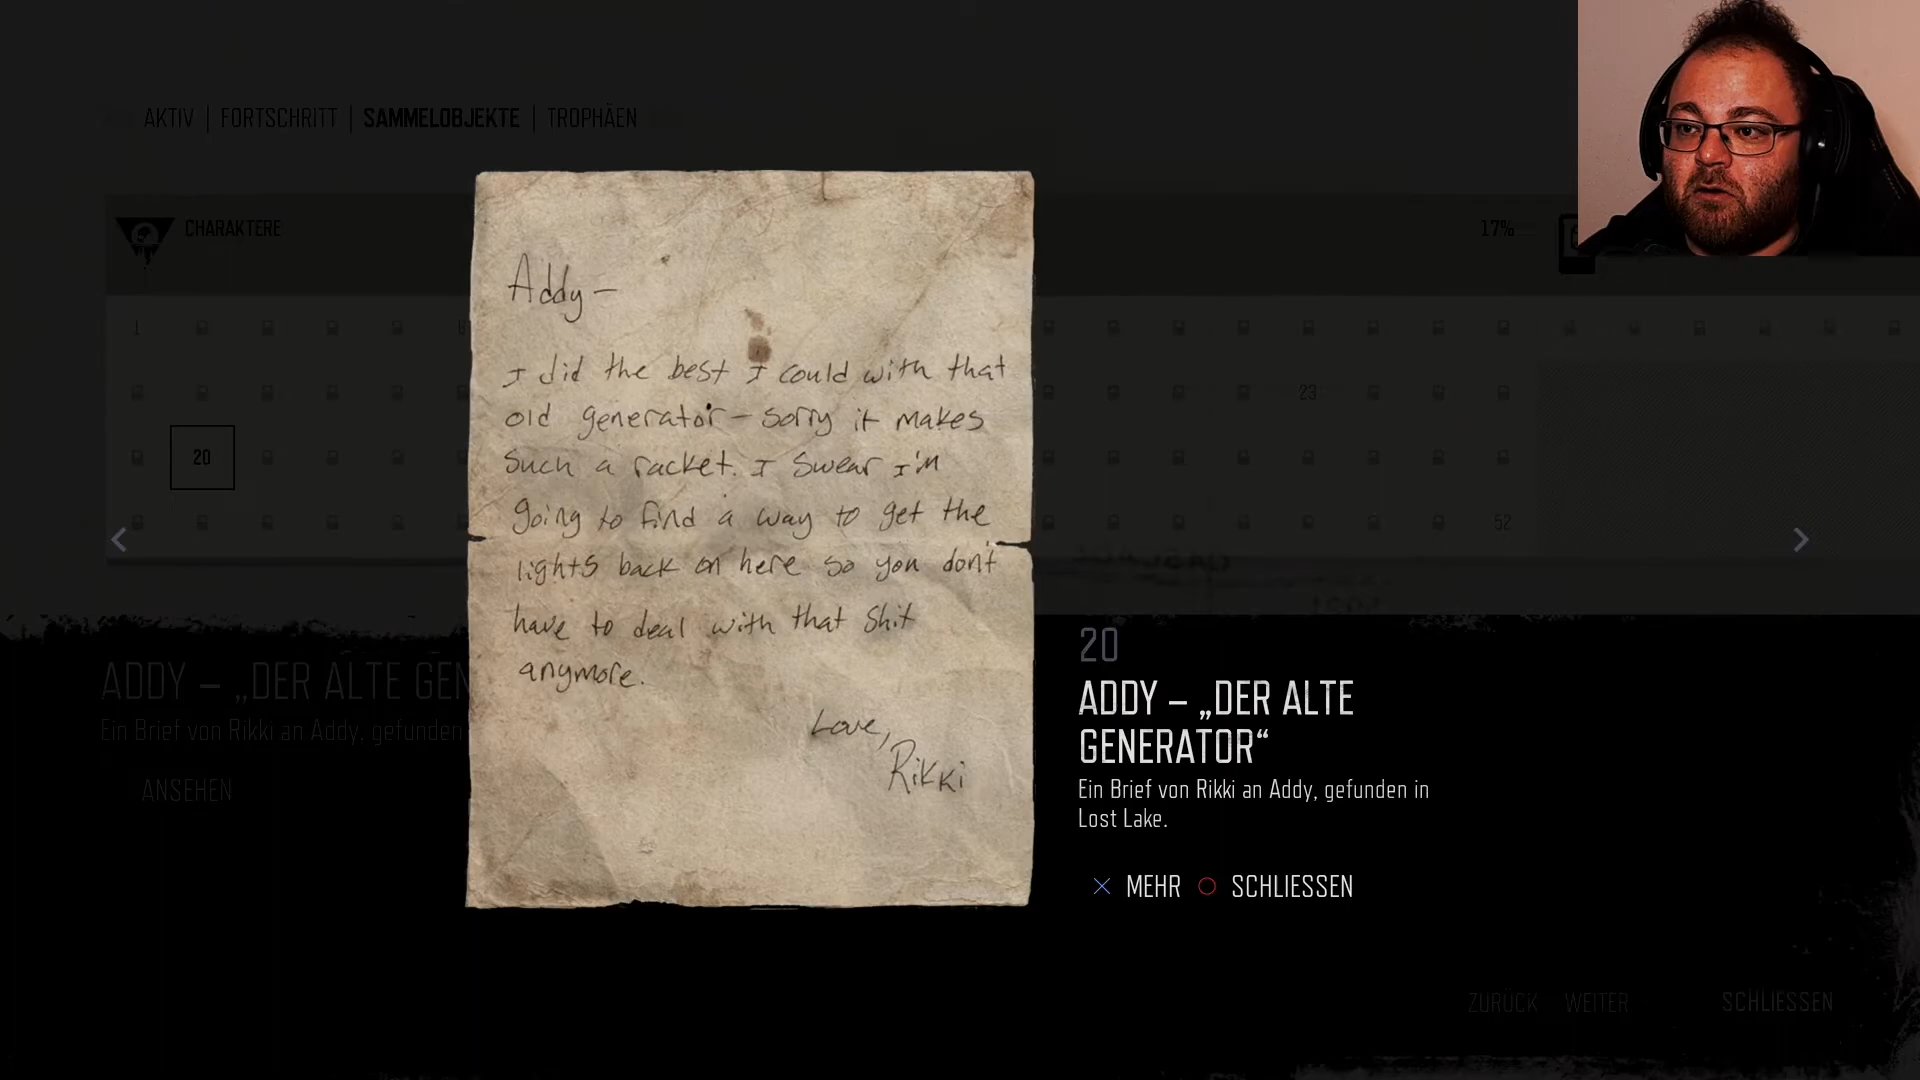 AKTIV | FORTSCHRITT | SAMMELOBJEKTE | TROPHÄEN
CHARAKTERE
17%
1
23
20
52
Addy —
I did the best I could with that
old generator — sorry it makes
such a racket. I swear I'm
going to find a way to get the
lights back on here so you don't
have to deal with that shit
anymore.
Love,
Rikki
ADDY – „DER ALTE GEN
Ein Brief von Rikki an Addy, gefunden
ANSEHEN
20
ADDY – „DER ALTE
GENERATOR“
Ein Brief von Rikki an Addy, gefunden in
Lost Lake.
MEHR SCHLIESSEN
ZURÜCK WEITER SCHLIESSEN